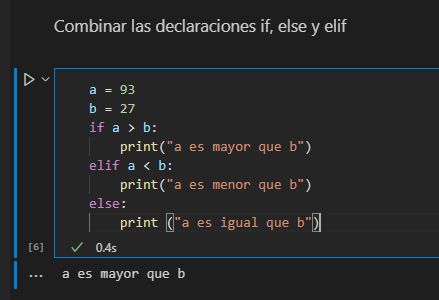 Combinar las declaraciones if, else y elif
a = 93
b = 27
if a > b:
    print("a es mayor que b")
elif a < b:
    print("a es menor que b")
else:
    print ("a es igual que b")
[6] ✓ 0.4s
... a es mayor que b